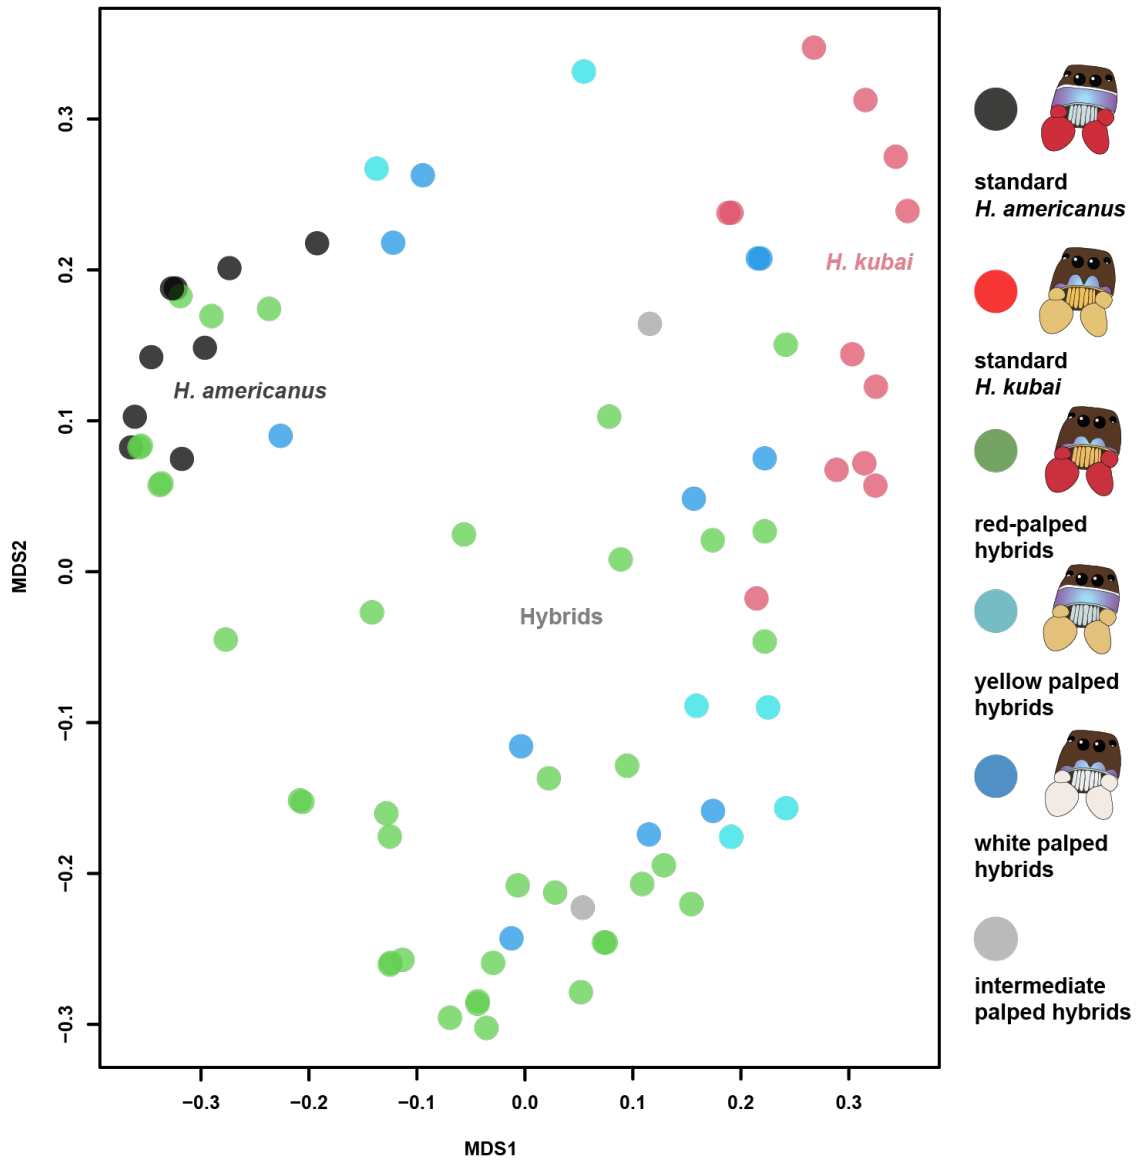 0.3
0.2
0.1
0.0
−0.1
−0.2
−0.3
MDS2
H. kubai
H. americanus
Hybrids
−0.3
−0.2
−0.1
0.0
0.1
0.2
0.3
MDS1
standard
H. americanus
standard
H. kubai
red-palped
hybrids
yellow palped
hybrids
white palped
hybrids
intermediate
palped hybrids